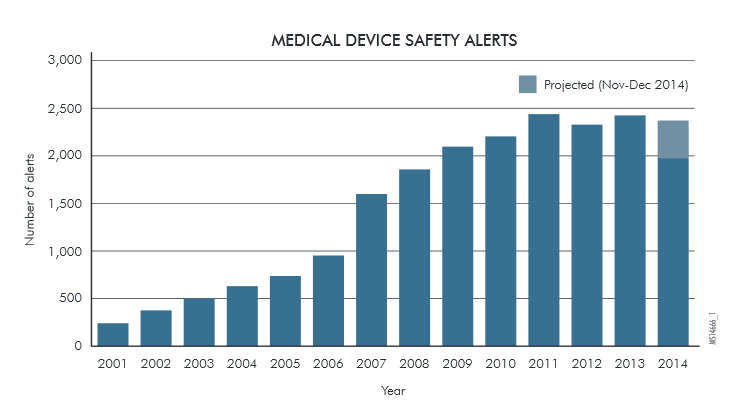 MEDICAL DEVICE SAFETY ALERTS
3,000
Projected (Nov-Dec 2014)
2,500
2,000
1,500
1,000
500
0
Number of alerts
2001 2002 2003 2004 2005 2006 2007 2008 2009 2010 2011 2012 2013 2014
Year
MS14666_1